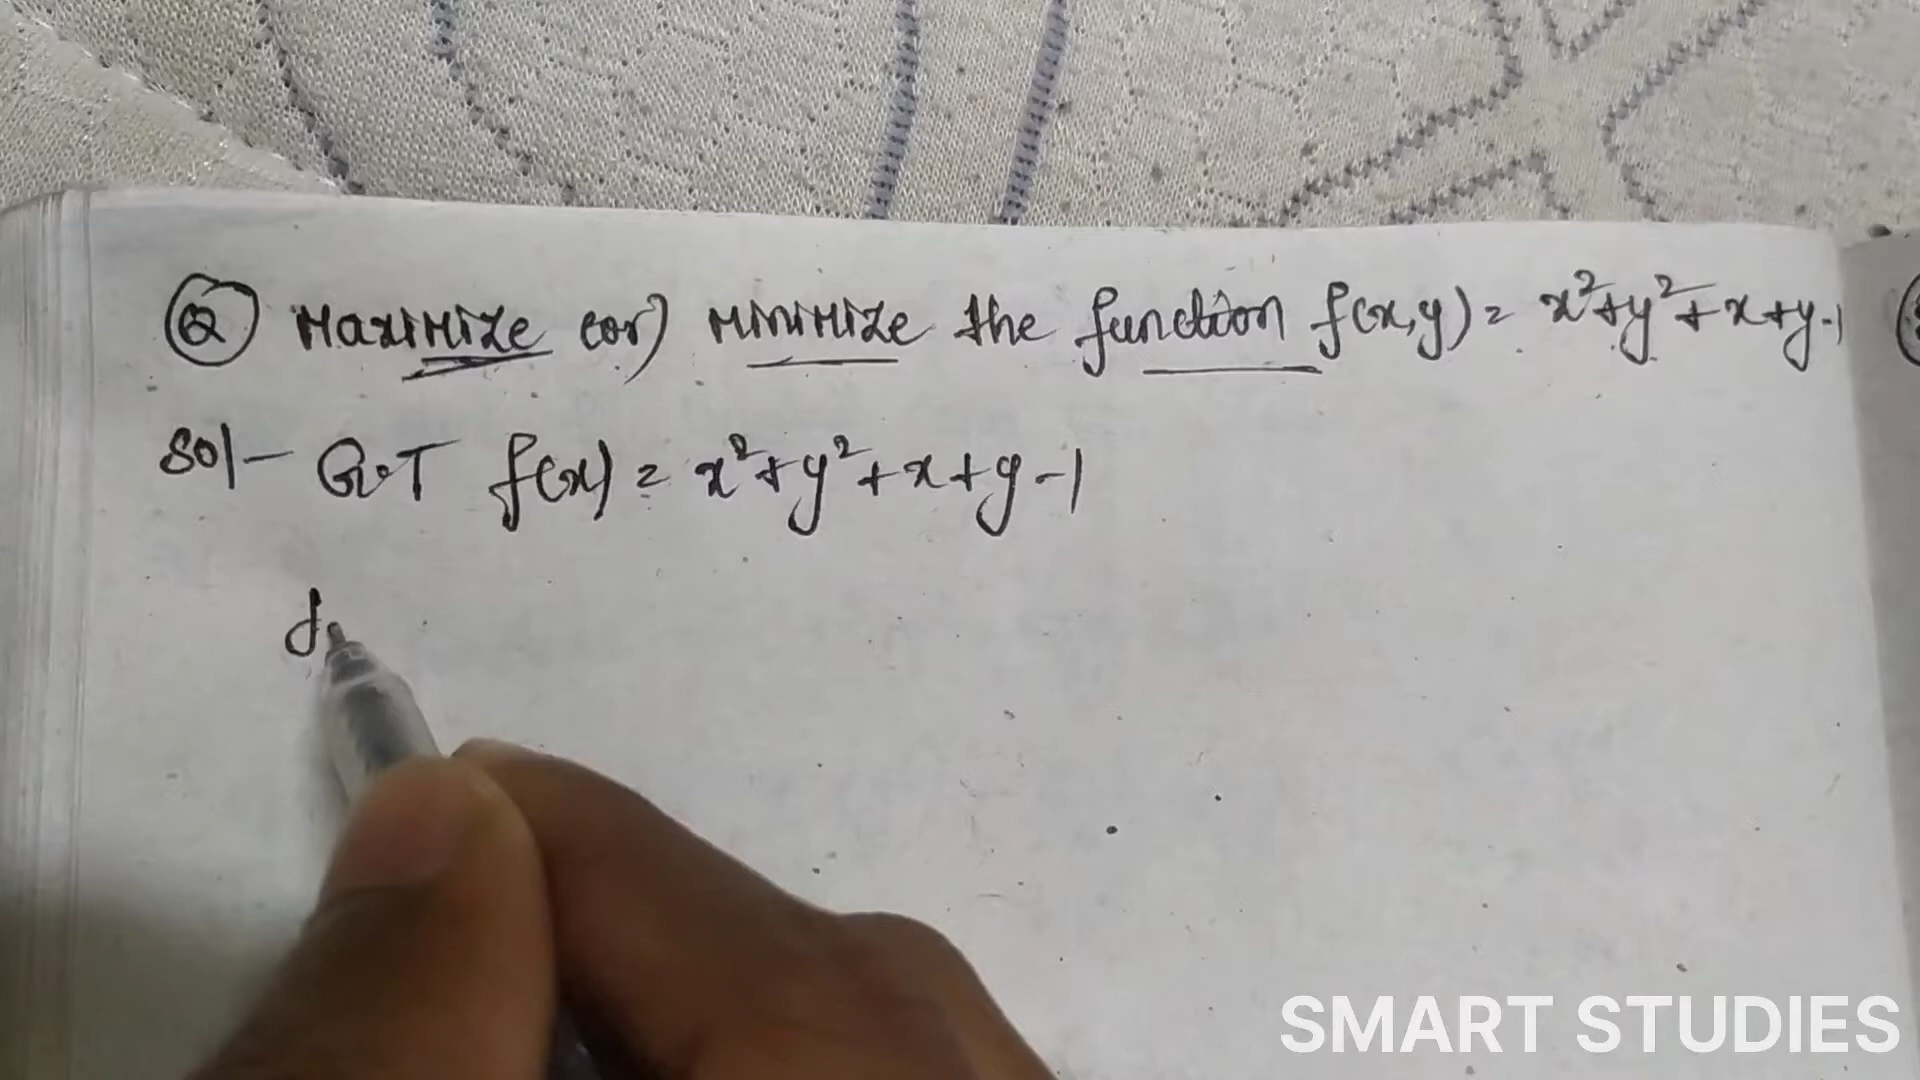 Q Maximize (or) minimize the function f(x,y) = x²+y²+x+y-1
Sol- G.T f(x) = x²+y²+x+y-1
SMART STUDIES